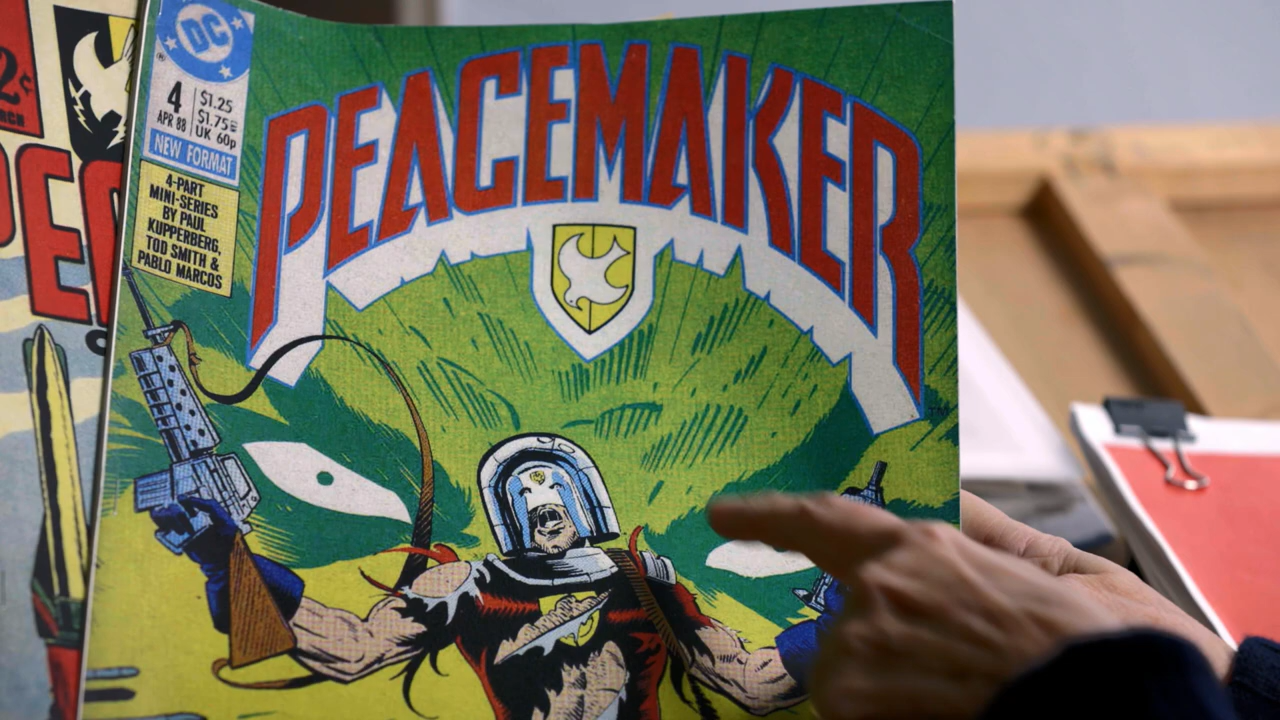 DC
4
APR 88
$1.25
$1.75
UK 60p
NEW FORMAT
4-PART
MINI-SERIES
BY PAUL
KUPPERBERG,
TOD SMITH &
PABLO MARCOS
PEACEMAKER
2¢